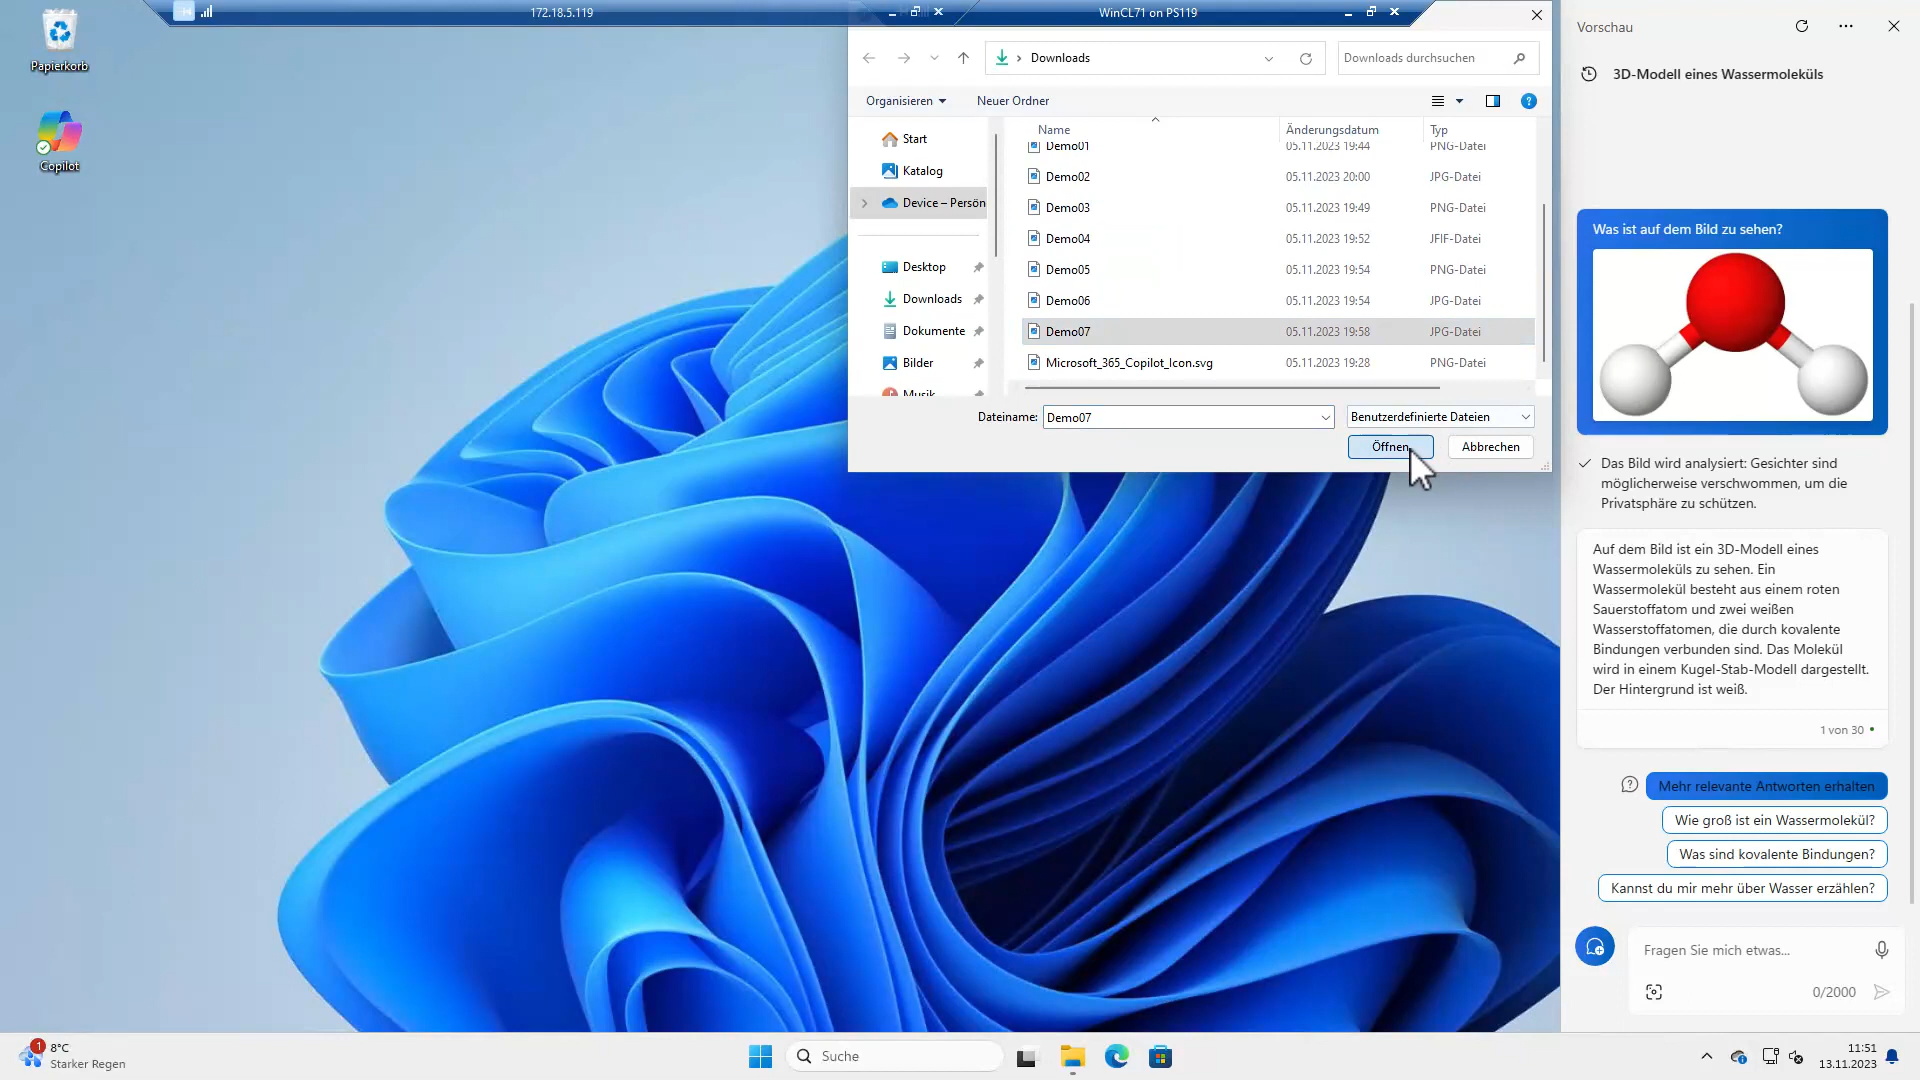 Papierkorb
Copilot
172.18.5.119
WinCL71 on PS119
Downloads
Downloads durchsuchen
Organisieren
Neuer Ordner
Start
Katalog
Device – Persön
Desktop
Downloads
Dokumente
Bilder
Musik
Name Änderungsdatum Typ
Demo01 05.11.2023 19:44 PNG-Datei
Demo02 05.11.2023 20:00 JPG-Datei
Demo03 05.11.2023 19:49 PNG-Datei
Demo04 05.11.2023 19:52 JFIF-Datei
Demo05 05.11.2023 19:54 PNG-Datei
Demo06 05.11.2023 19:54 JPG-Datei
Demo07 05.11.2023 19:58 JPG-Datei
Microsoft_365_Copilot_Icon.svg 05.11.2023 19:28 PNG-Datei
Dateiname: Demo07
Benutzerdefinierte Dateien
Öffnen
Abbrechen
Vorschau
3D-Modell eines Wassermoleküls
Was ist auf dem Bild zu sehen?
Das Bild wird analysiert: Gesichter sind
möglicherweise verschwommen, um die
Privatsphäre zu schützen.
Auf dem Bild ist ein 3D-Modell eines
Wassermoleküls zu sehen. Ein
Wassermolekül besteht aus einem roten
Sauerstoffatom und zwei weißen
Wasserstoffatomen, die durch kovalente
Bindungen verbunden sind. Das Molekül
wird in einem Kugel-Stab-Modell dargestellt.
Der Hintergrund ist weiß.
1 von 30
Mehr relevante Antworten erhalten
Wie groß ist ein Wassermolekül?
Was sind kovalente Bindungen?
Kannst du mir mehr über Wasser erzählen?
Fragen Sie mich etwas...
0/2000
1
8°C
Starker Regen
Suche
11:51
13.11.2023